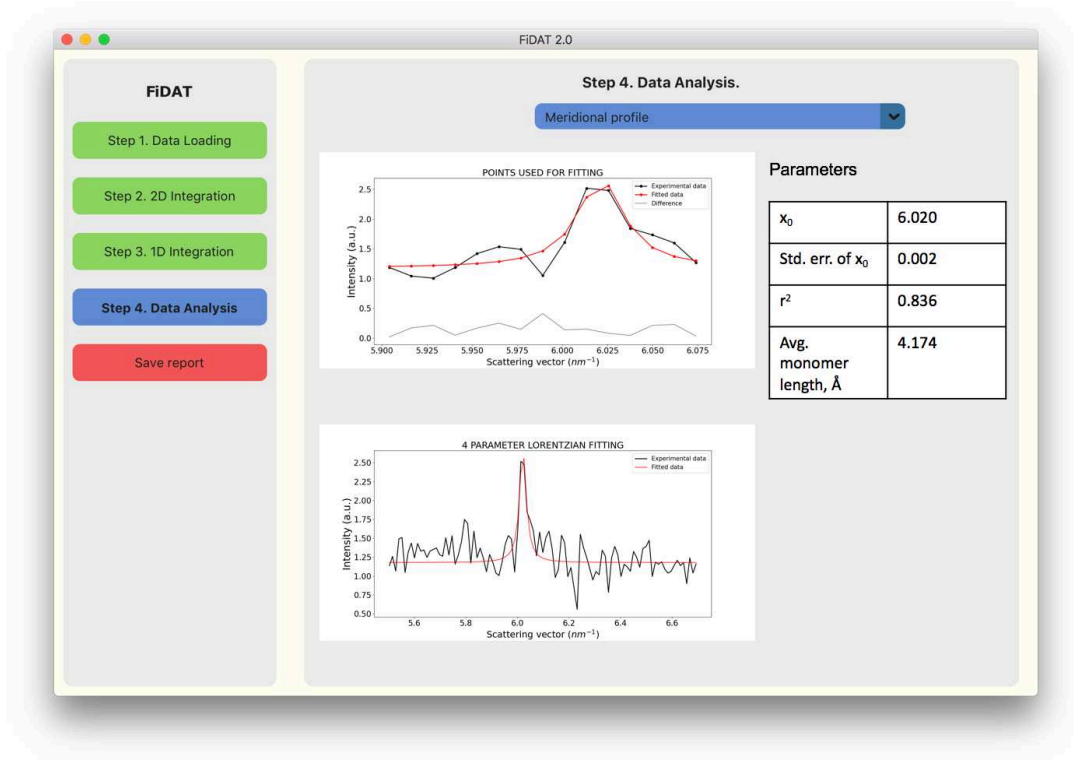 FiDAT 2.0
FiDAT
Step 1. Data Loading
Step 2. 2D Integration
Step 3. 1D Integration
Step 4. Data Analysis
Save report
Step 4. Data Analysis.
Meridional profile
POINTS USED FOR FITTING
Experimental data
Fitted data
Difference
Intensity (a.u.)
2.5
2.0
1.5
1.0
0.5
0.0
5.900 5.925 5.950 5.975 6.000 6.025 6.050 6.075
Scattering vector (nm⁻¹)
4 PARAMETER LORENTZIAN FITTING
Experimental data
Fitted data
Intensity (a.u.)
2.50
2.25
2.00
1.75
1.50
1.25
1.00
0.75
0.50
5.6 5.8 6.0 6.2 6.4 6.6
Scattering vector (nm⁻¹)
Parameters
x₀ 6.020
Std. err. of x₀ 0.002
r² 0.836
Avg. 4.174
monomer
length, Å